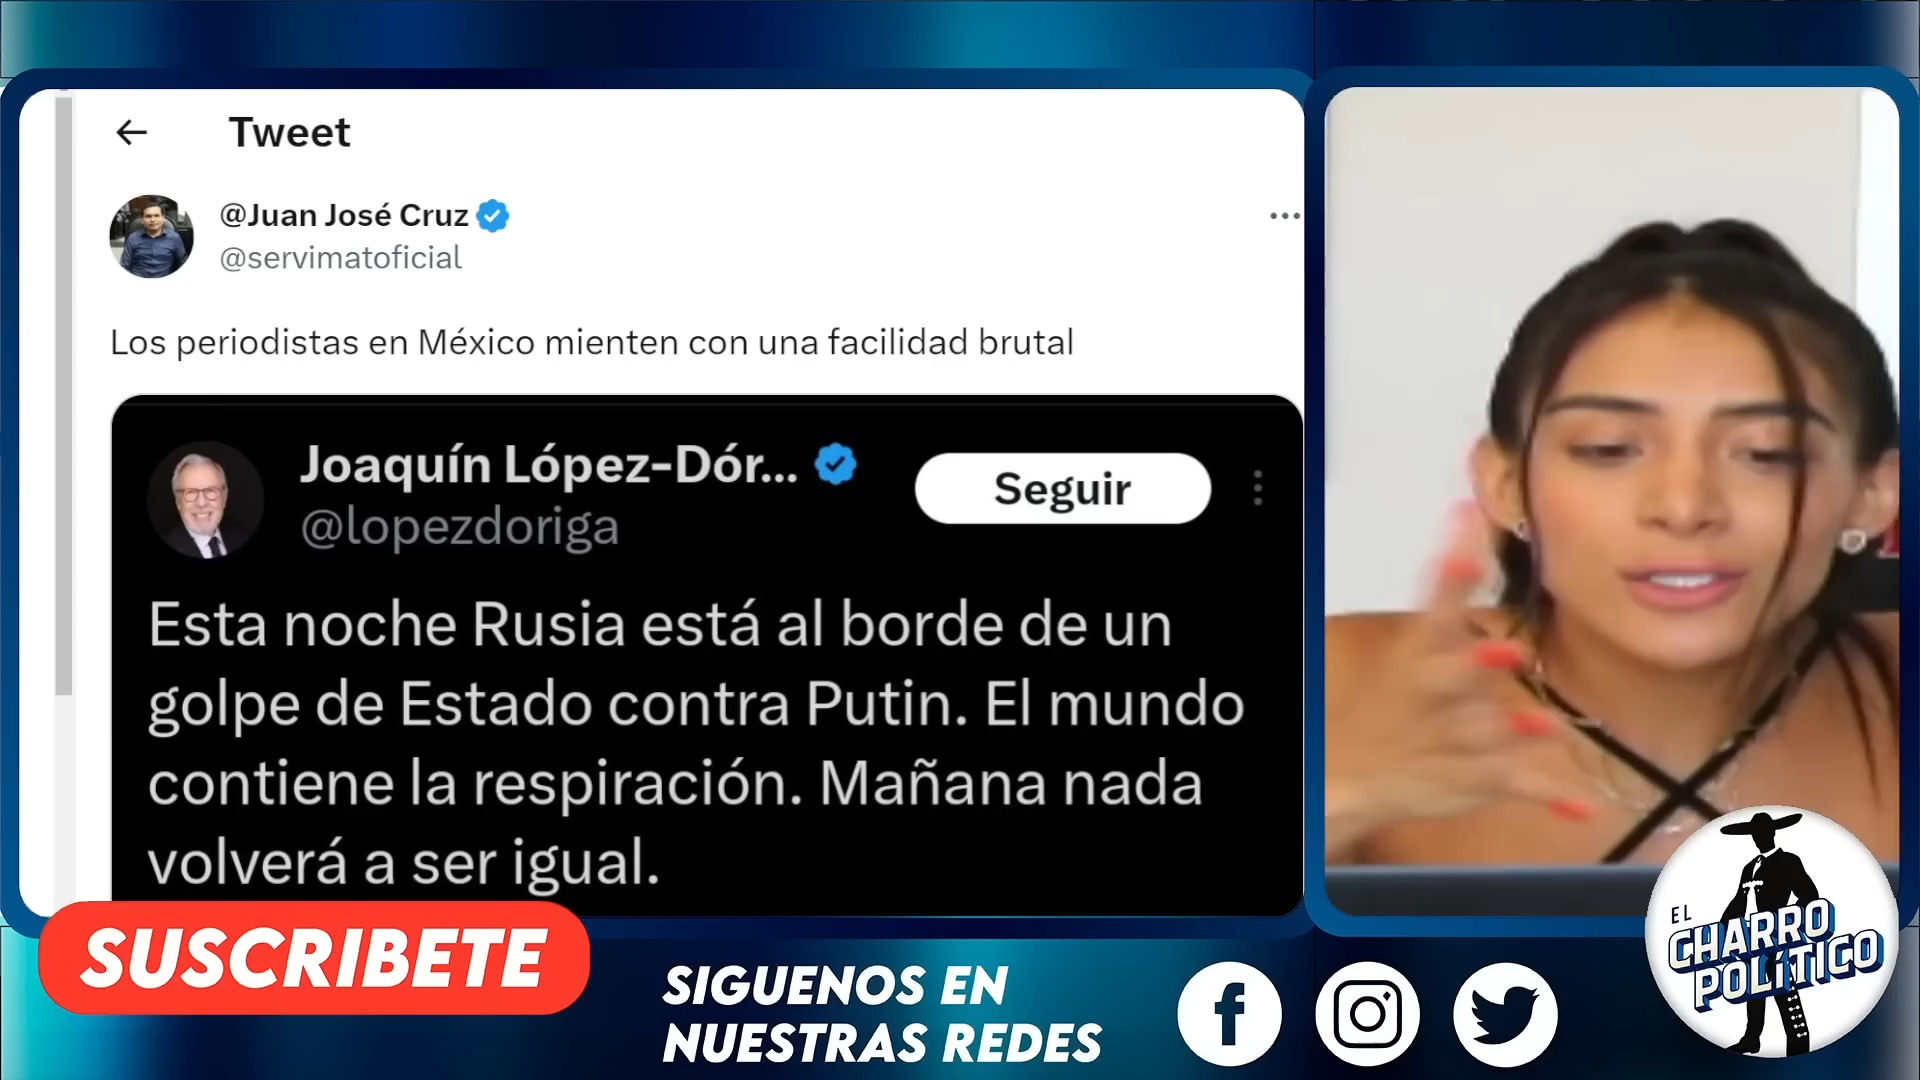 Tweet
@Juan José Cruz
@servimatoficial
Los periodistas en México mienten con una facilidad brutal
Joaquín López-Dór...
@lopezdoriga
Seguir
Esta noche Rusia está al borde de un
golpe de Estado contra Putin. El mundo
contiene la respiración. Mañana nada
volverá a ser igual.
SUSCRIBETE
SIGUENOS EN
NUESTRAS REDES
EL
CHARRO
POLÍTICO